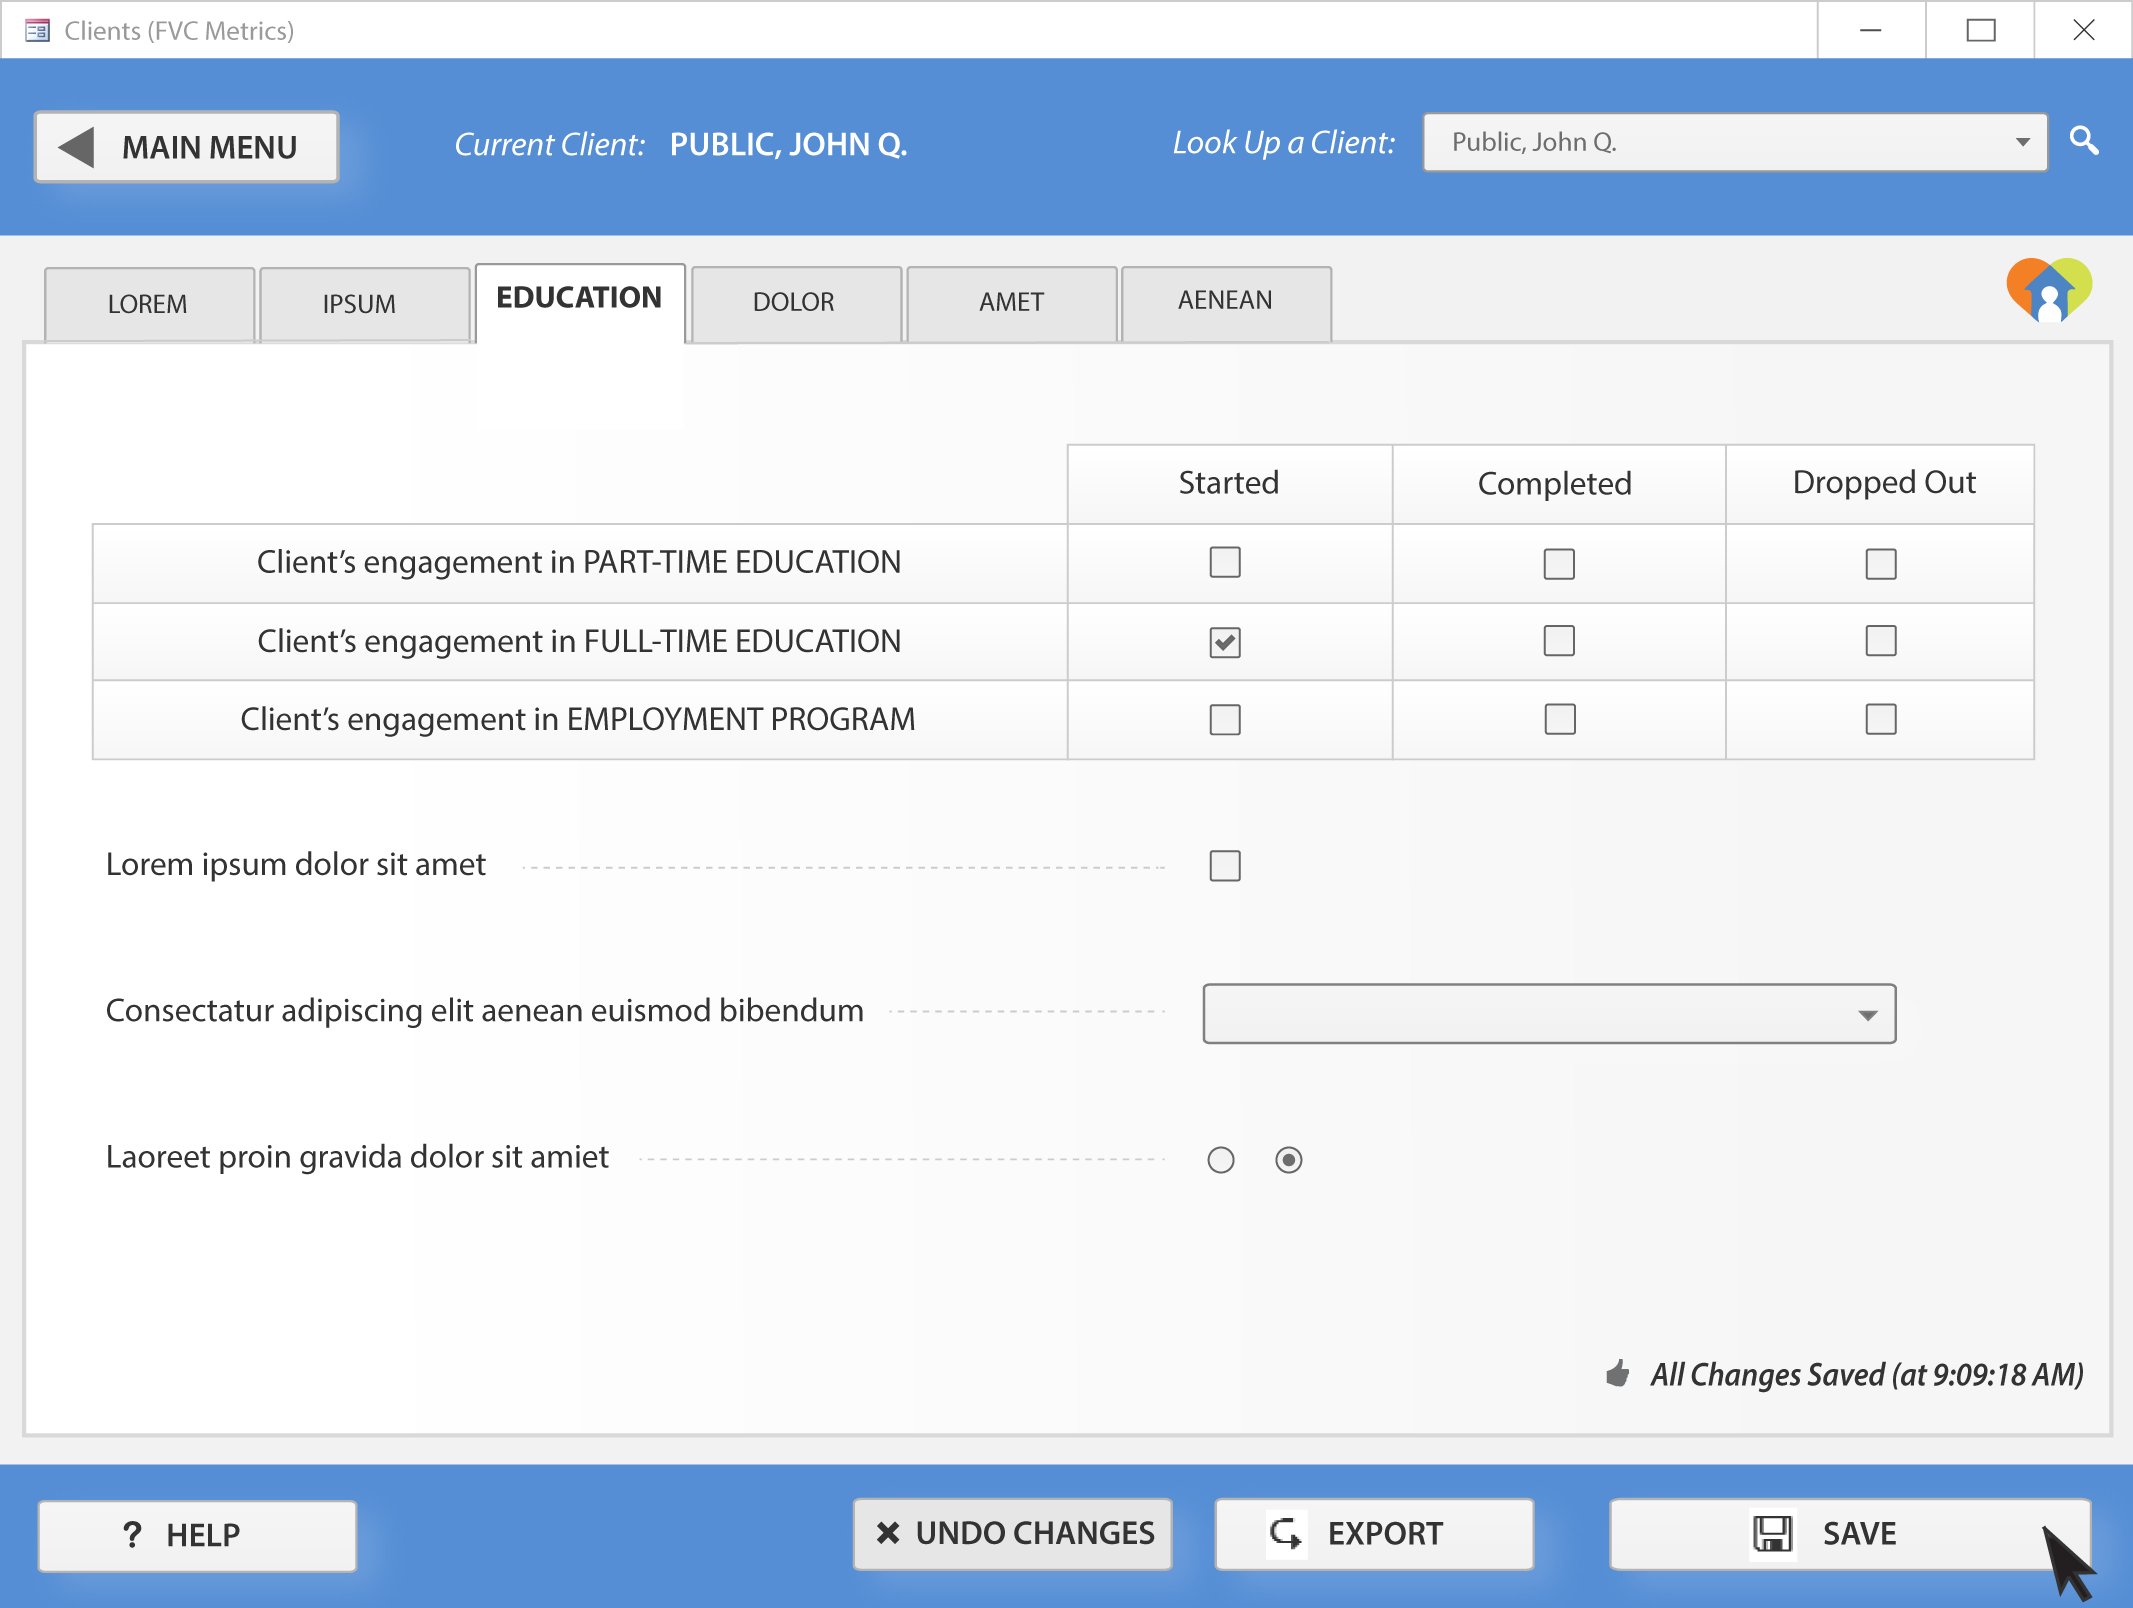 Clients (FVC Metrics)
MAIN MENU
Current Client: PUBLIC, JOHN Q.
Look Up a Client: Public, John Q.
LOREM
IPSUM
EDUCATION
DOLOR
AMET
AENEAN
Started
Completed
Dropped Out
Client’s engagement in PART-TIME EDUCATION
Client’s engagement in FULL-TIME EDUCATION
Client’s engagement in EMPLOYMENT PROGRAM
Lorem ipsum dolor sit amet
Consectatur adipiscing elit aenean euismod bibendum
Laoreet proin gravida dolor sit amiet
All Changes Saved (at 9:09:18 AM)
? HELP
UNDO CHANGES
EXPORT
SAVE